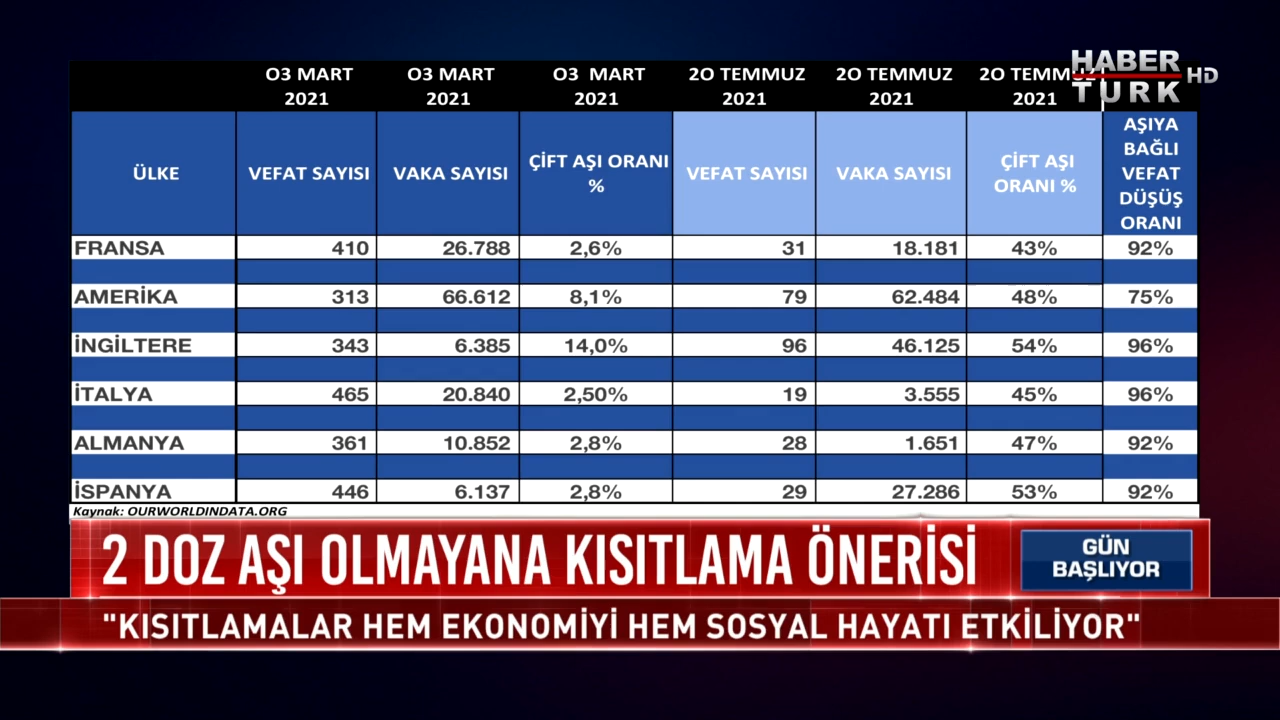 HABER
TURK HD
O3 MART 2021 O3 MART 2021 O3 MART 2021 2O TEMMUZ 2021 2O TEMMUZ 2021 2O TEMMUZ 2021
ÜLKE VEFAT SAYISI VAKA SAYISI ÇİFT AŞI ORANI % VEFAT SAYISI VAKA SAYISI ÇİFT AŞI ORANI % AŞIYA BAĞLI VEFAT DÜŞÜŞ ORANI
FRANSA 410 26.788 2,6% 31 18.181 43% 92%
AMERİKA 313 66.612 8,1% 79 62.484 48% 75%
İNGİLTERE 343 6.385 14,0% 96 46.125 54% 96%
İTALYA 465 20.840 2,50% 19 3.555 45% 96%
ALMANYA 361 10.852 2,8% 28 1.651 47% 92%
İSPANYA 446 6.137 2,8% 29 27.286 53% 92%
Kaynak: OURWORLDINDATA.ORG
2 DOZ AŞI OLMAYANA KISITLAMA ÖNERİSİ
GÜN
BAŞLIYOR
"KISITLAMALAR HEM EKONOMİYİ HEM SOSYAL HAYATI ETKİLİYOR"